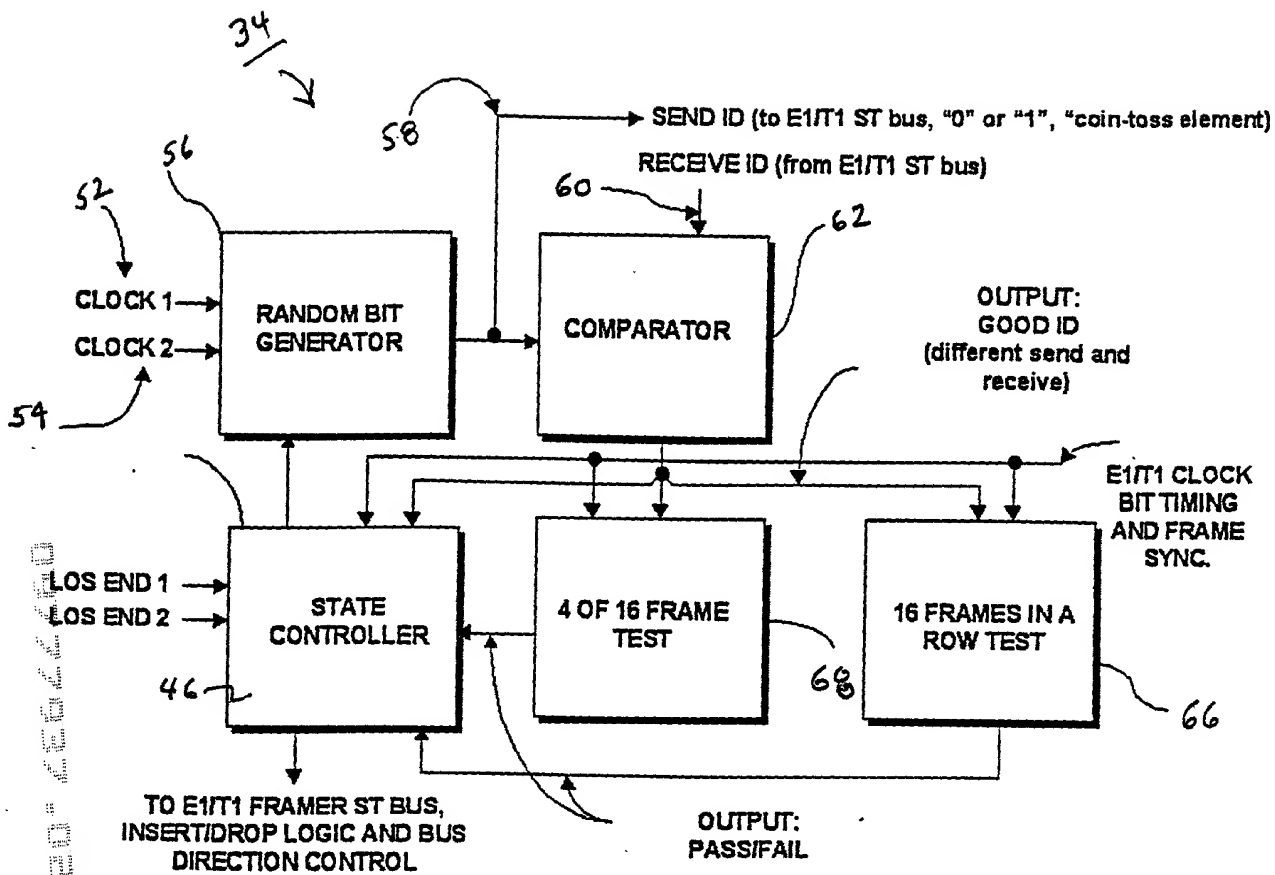 34
58
SEND ID (to E1/T1 ST bus, "0" or "1", "coin-toss element)
RECEIVE ID (from E1/T1 ST bus)
56
60
52
62
CLOCK 1
CLOCK 2
RANDOM BIT
GENERATOR
COMPARATOR
OUTPUT:
GOOD ID
(different send and
receive)
54
E1/T1 CLOCK
BIT TIMING
AND FRAME
SYNC.
LOS END 1
LOS END 2
STATE
CONTROLLER
4 OF 16 FRAME
TEST
16 FRAMES IN A
ROW TEST
46
68
66
TO E1/T1 FRAMER ST BUS,
INSERT/DROP LOGIC AND BUS
DIRECTION CONTROL
OUTPUT:
PASS/FAIL